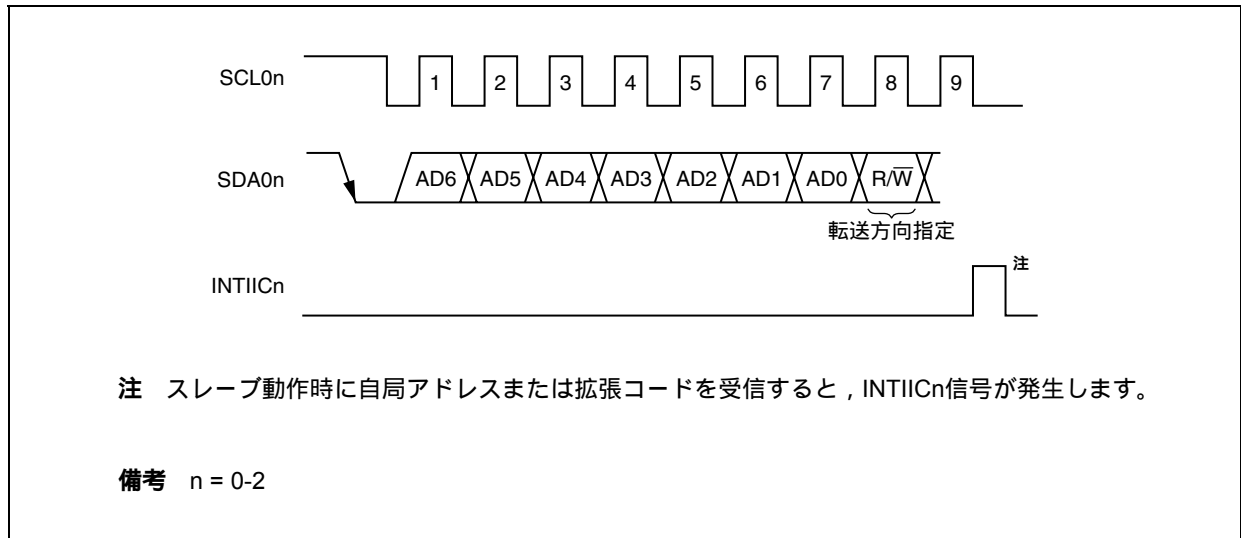 SCL0n 1 2 3 4 5 6 7 8 9
SDA0n AD6 AD5 AD4 AD3 AD2 AD1 AD0 R/W̅
転送方向指定
注
INTIICn
注 スレーブ動作時に自局アドレスまたは拡張コードを受信すると，INTIICn信号が発生します。
備考 n = 0-2